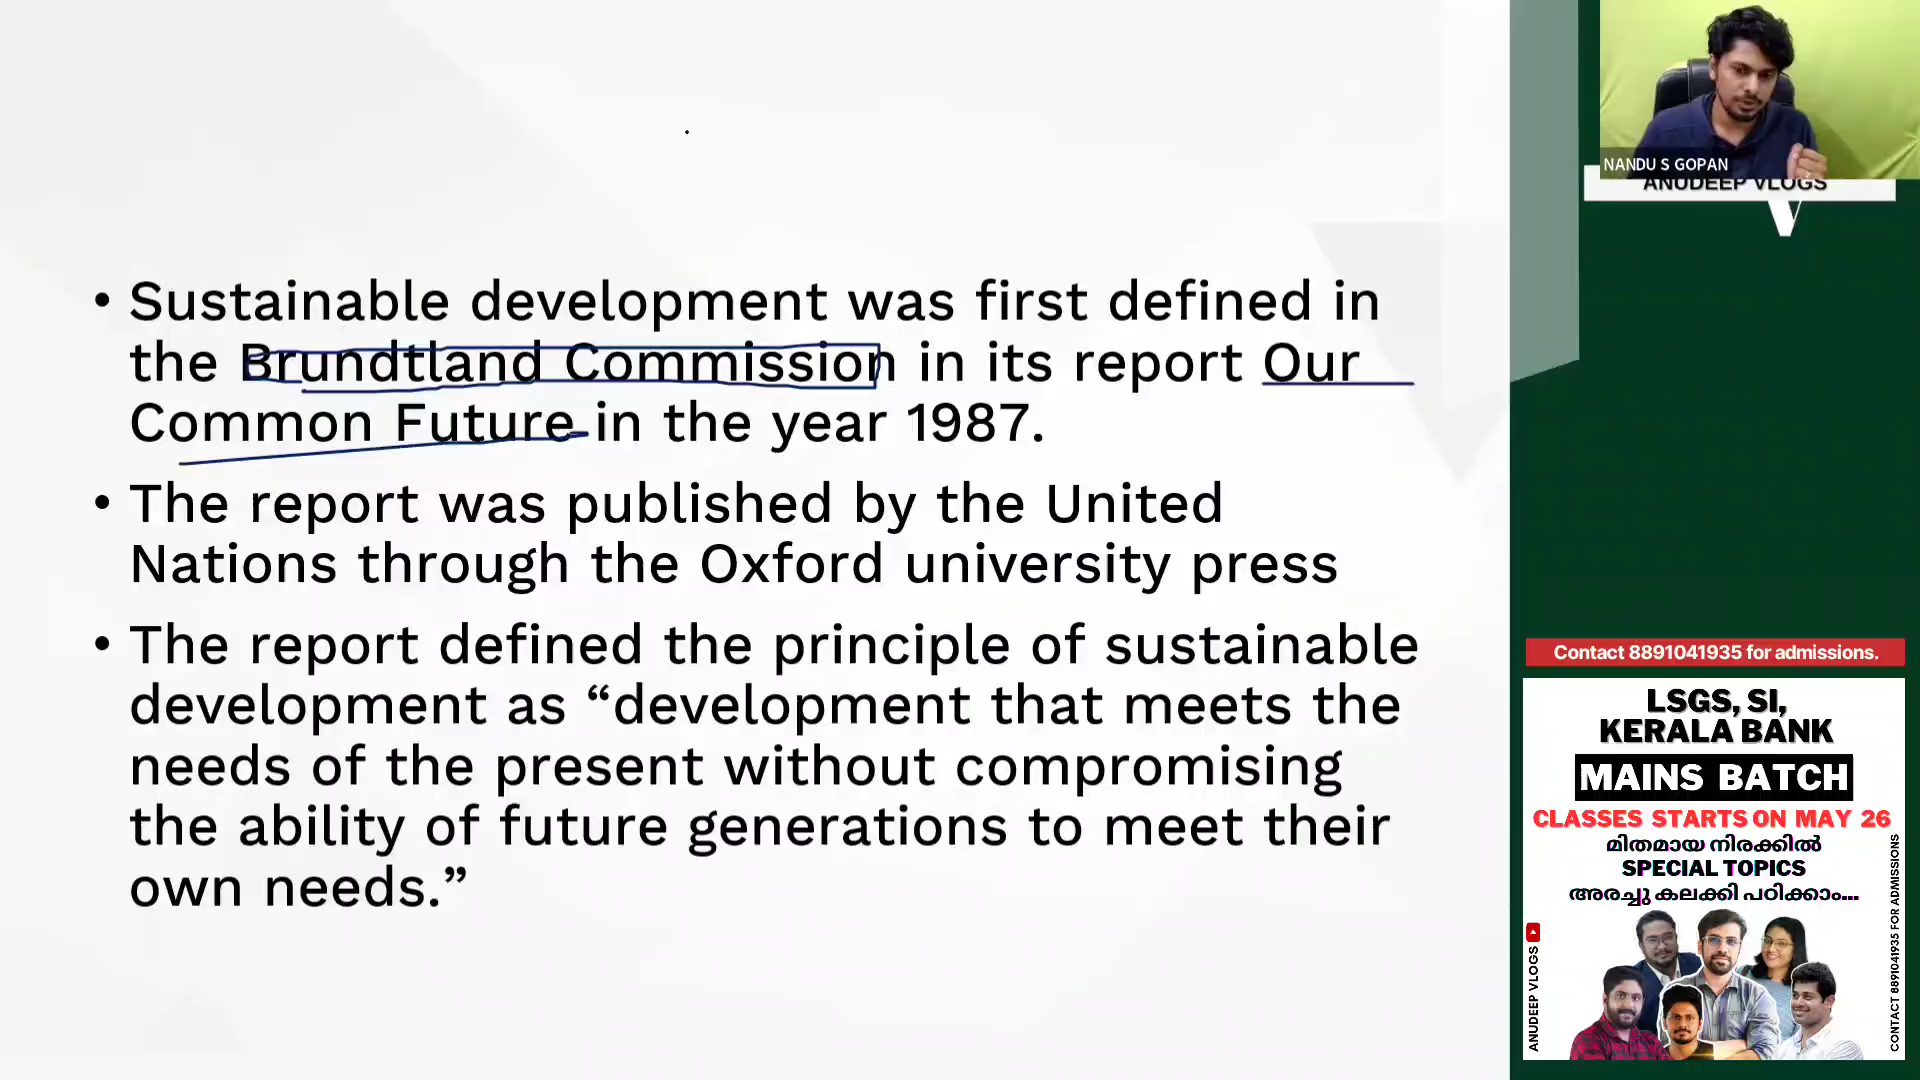 • Sustainable development was first defined in
the Brundtland Commission in its report Our
Common Future in the year 1987.
• The report was published by the United
Nations through the Oxford university press
• The report defined the principle of sustainable
development as “development that meets the
needs of the present without compromising
the ability of future generations to meet their
own needs.”
NANDU S GOPAN
ANUDEEP VLOGS
V
Contact 8891041935 for admissions.
LSGS, SI,
KERALA BANK
MAINS BATCH
CLASSES STARTS ON MAY 26
മിതമായ നിരക്കിൽ
SPECIAL TOPICS
അരച്ചു കലക്കി പഠിക്കാം...
ANUDEEP VLOGS
CONTACT 8891041935 FOR ADMISSIONS